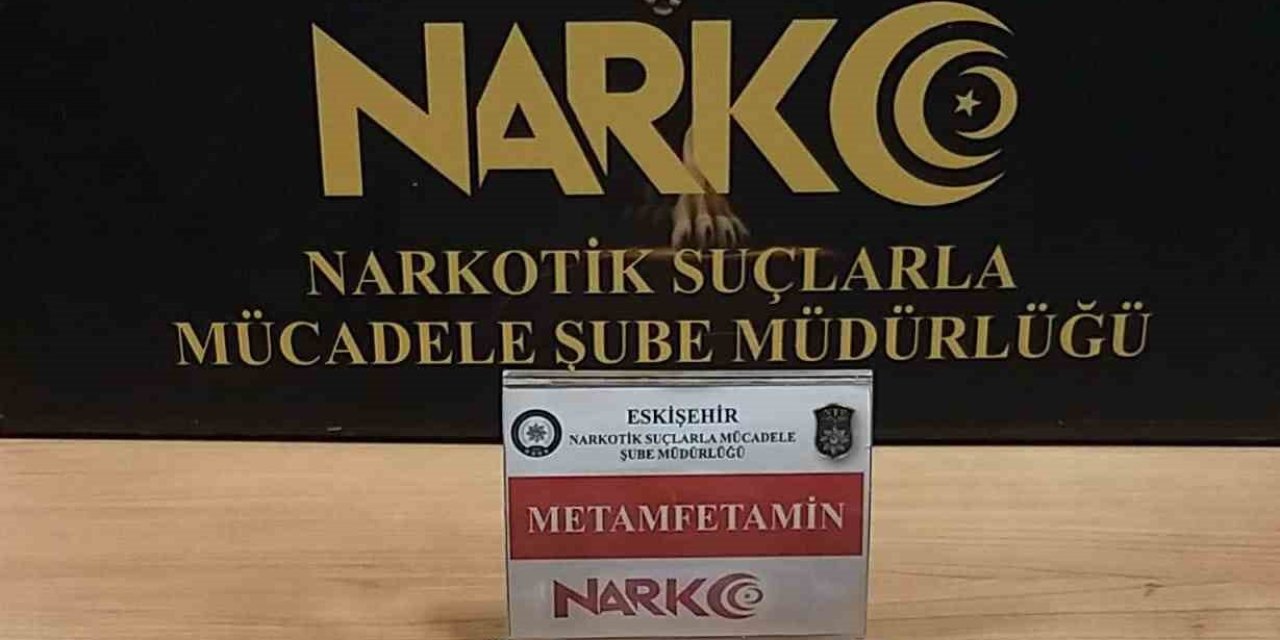 NARKO
NARKOTİK SUÇLARLA
MÜCADELE ŞUBE MÜDÜRLÜĞÜ
ESKİŞEHİR
NARKOTİK SUÇLARLA MÜCADELE
ŞUBE MÜDÜRLÜĞÜ
METAMFETAMİN
NARKO